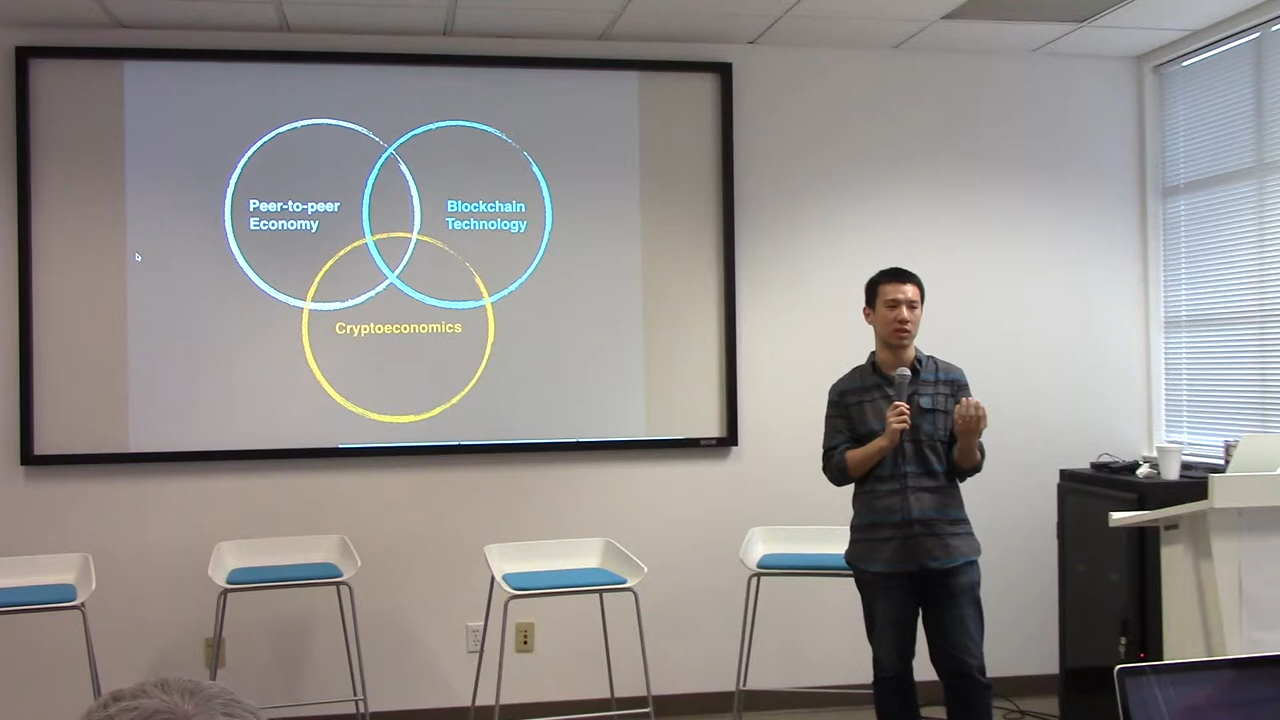 Peer-to-peer
Economy
Blockchain
Technology
Cryptoeconomics